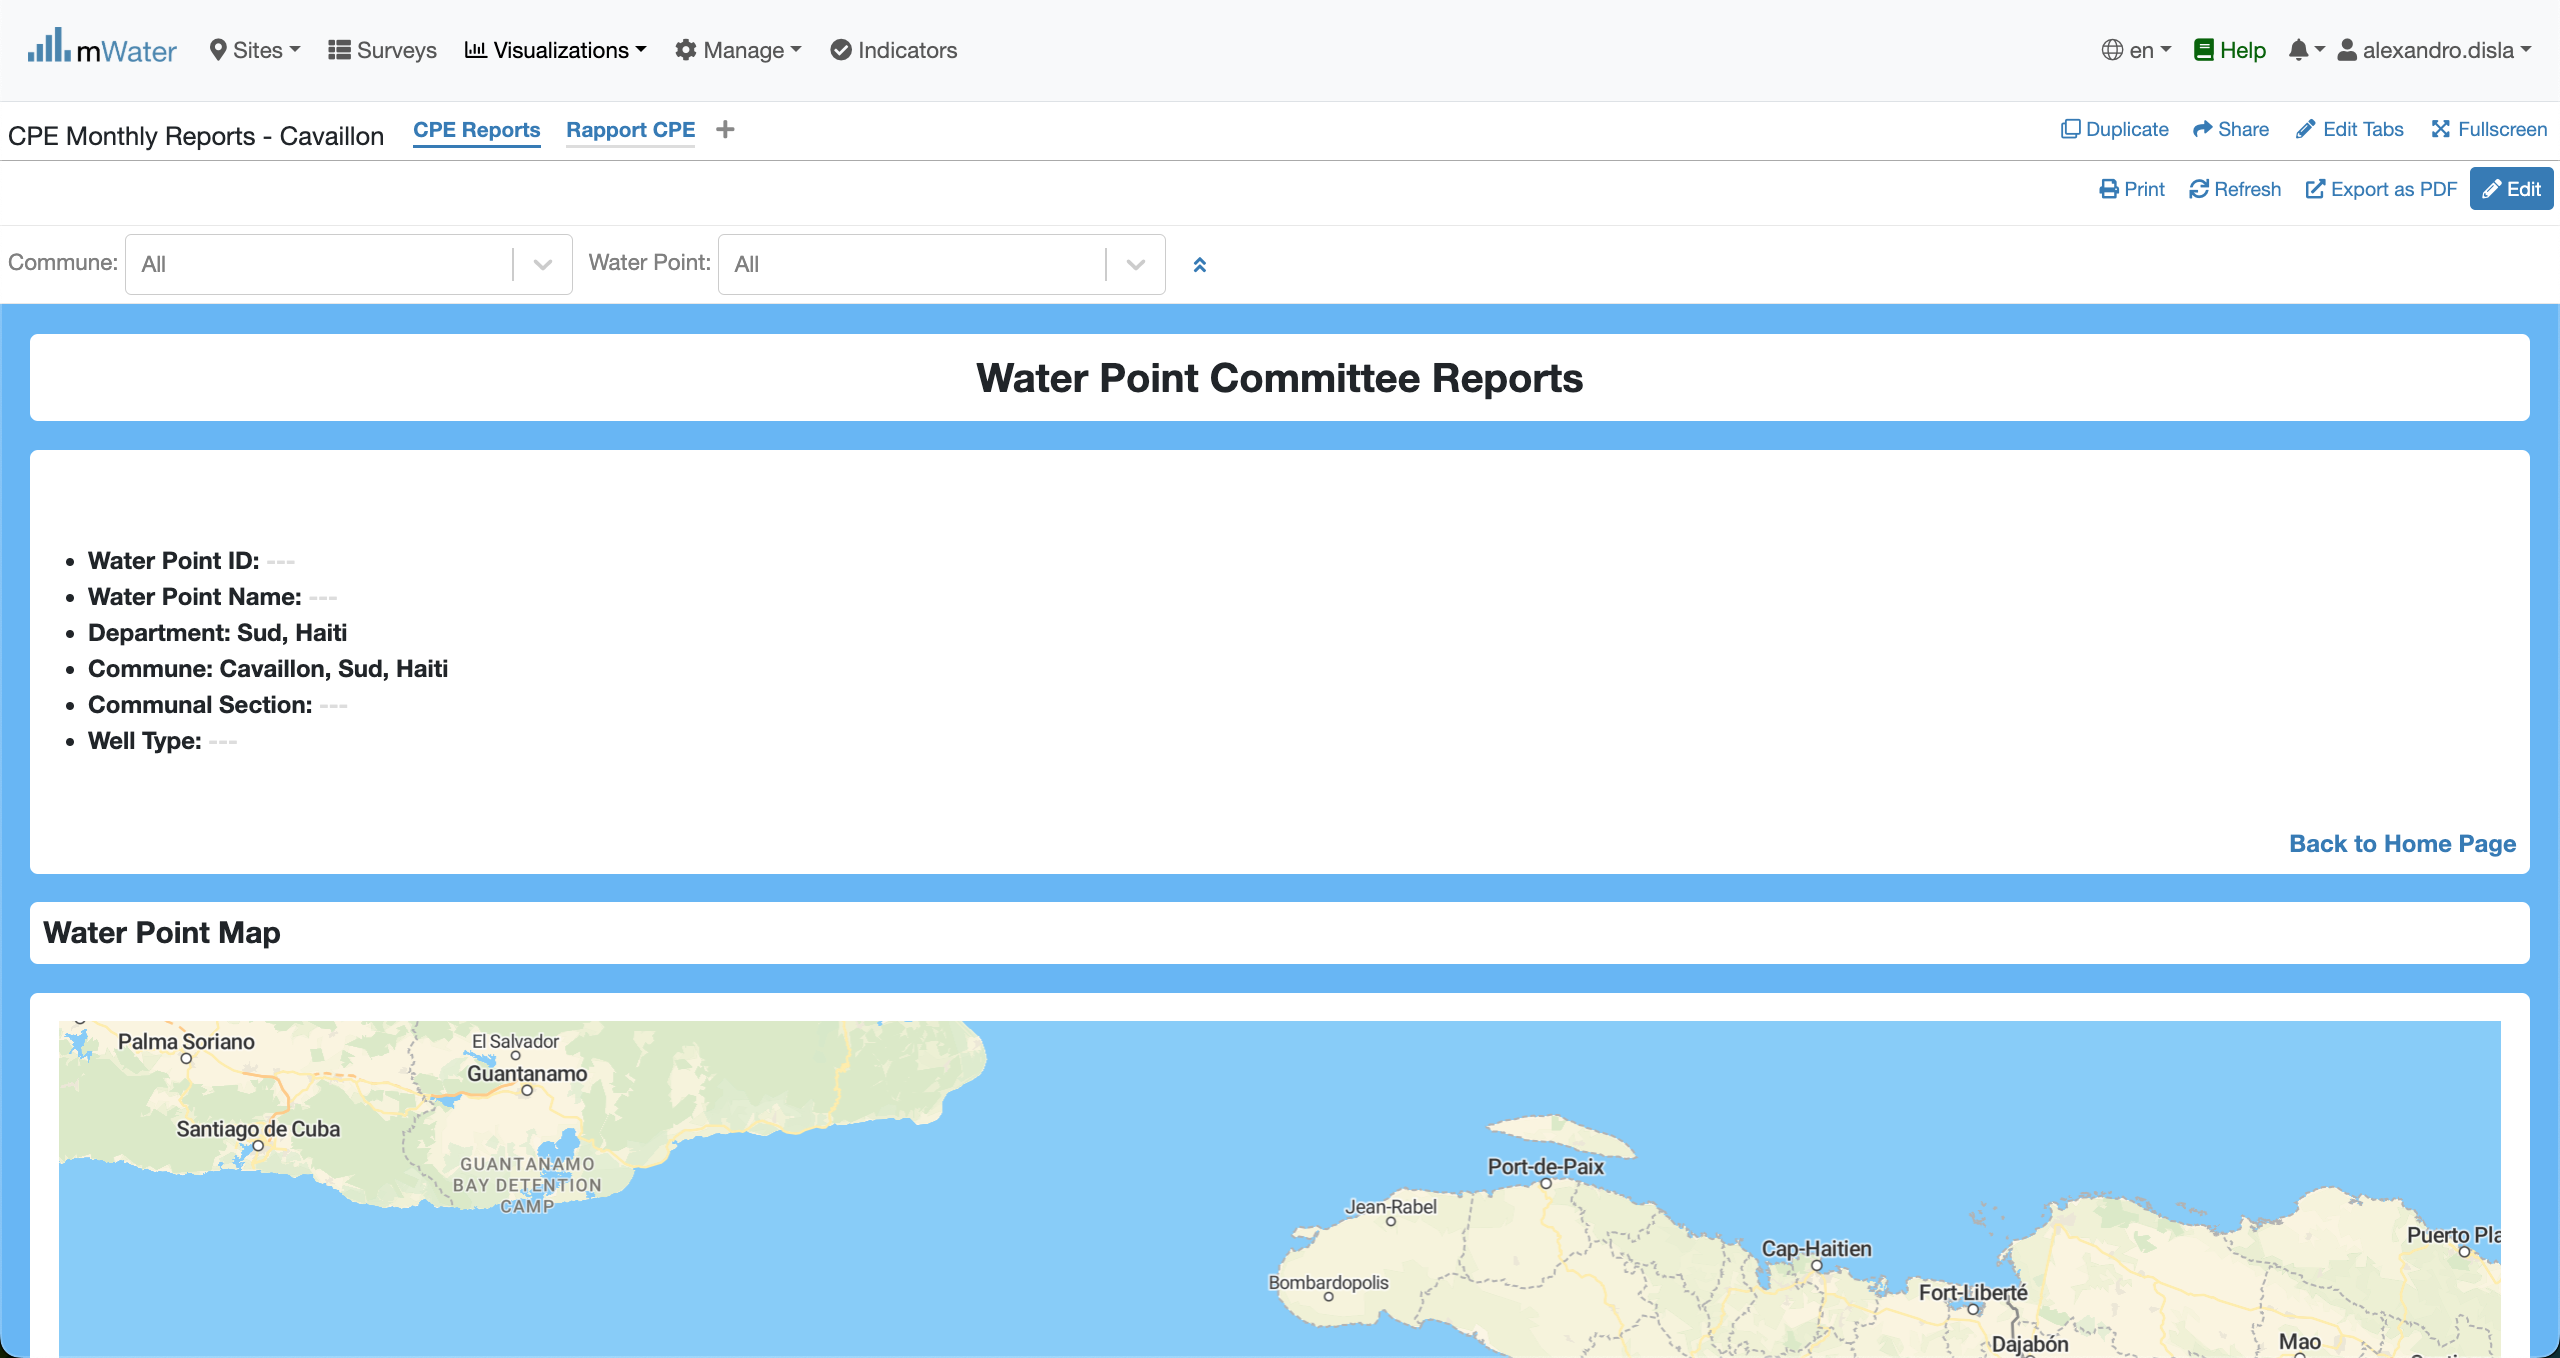 mWater Sites Surveys Visualizations Manage Indicators en Help alexandro.disla
CPE Monthly Reports - Cavaillon CPE Reports Rapport CPE + Duplicate Share Edit Tabs Fullscreen
Print Refresh Export as PDF Edit
Commune: All Water Point: All
Water Point Committee Reports
• Water Point ID: ---
• Water Point Name: ---
• Department: Sud, Haiti
• Commune: Cavaillon, Sud, Haiti
• Communal Section: ---
• Well Type: ---
Back to Home Page
Water Point Map
Palma Soriano
El Salvador
Guantanamo
Santiago de Cuba
GUANTANAMO
BAY DETENTION
CAMP
Port-de-Paix
Jean-Rabel
Cap-Haitien
Puerto Pla
Bombardopolis
Fort-Liberté
Dajabón
Mao